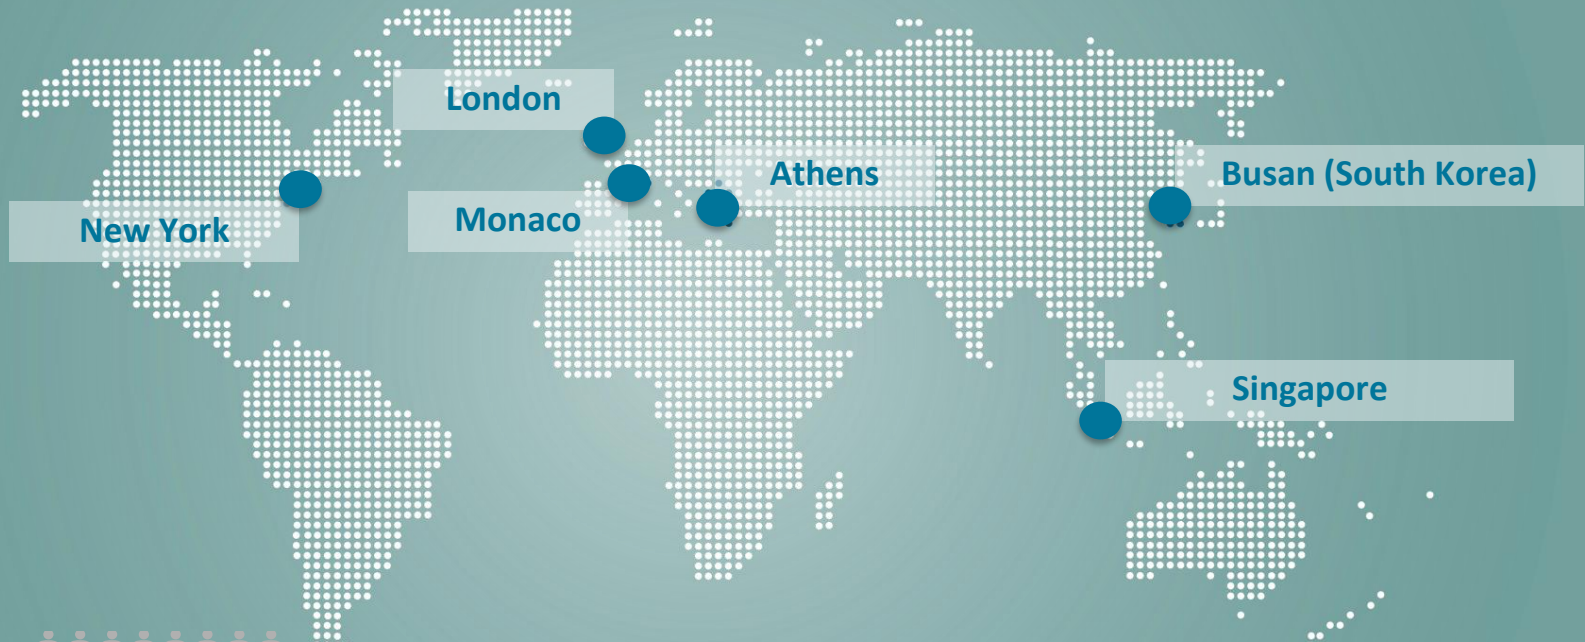 London
Athens
Busan (South Korea)
Monaco
New York
Singapore